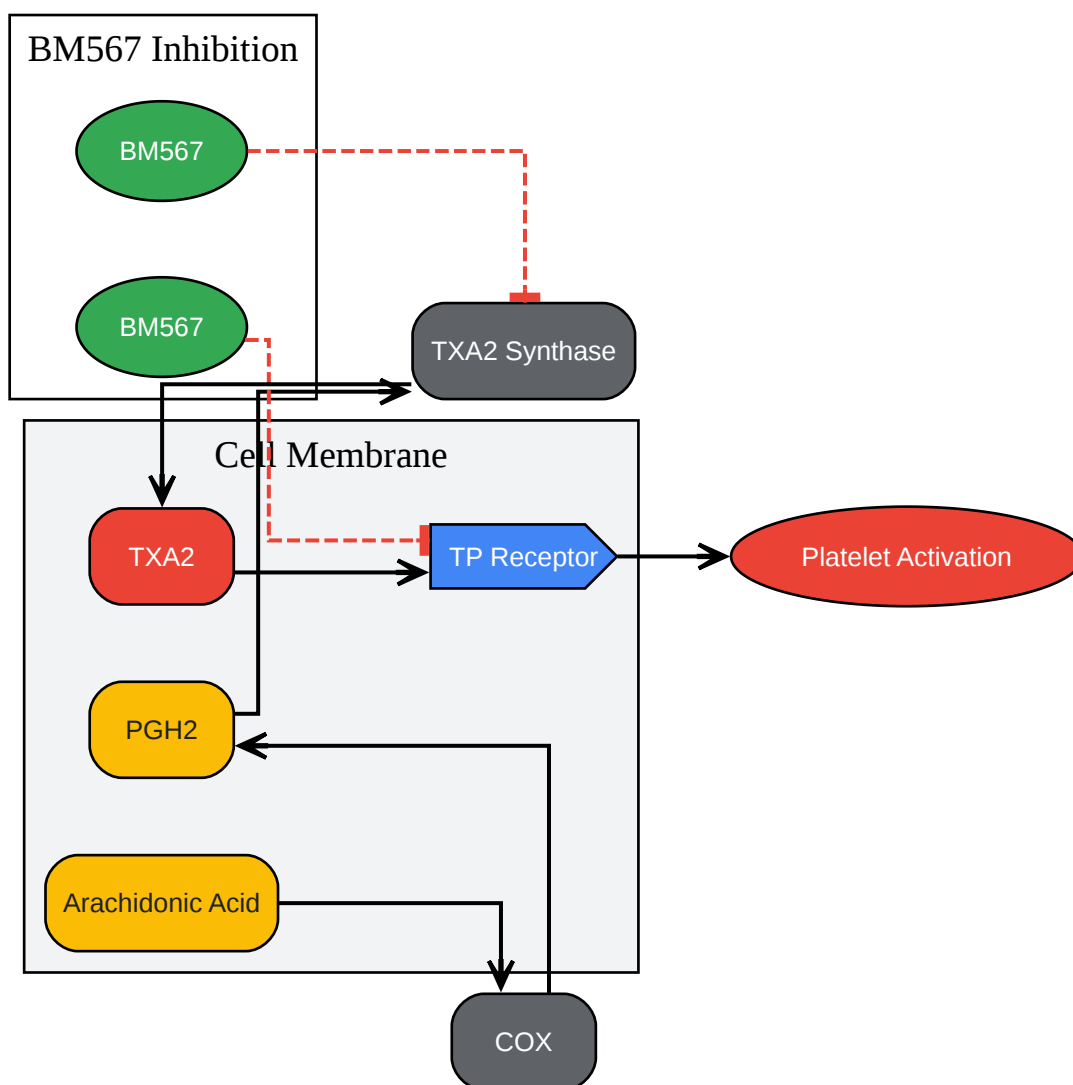 BM567 Inhibition
BM567
BM567
TXA2 Synthase
Cell Membrane
TXA2
TP Receptor
Platelet Activation
PGH2
Arachidonic Acid
COX